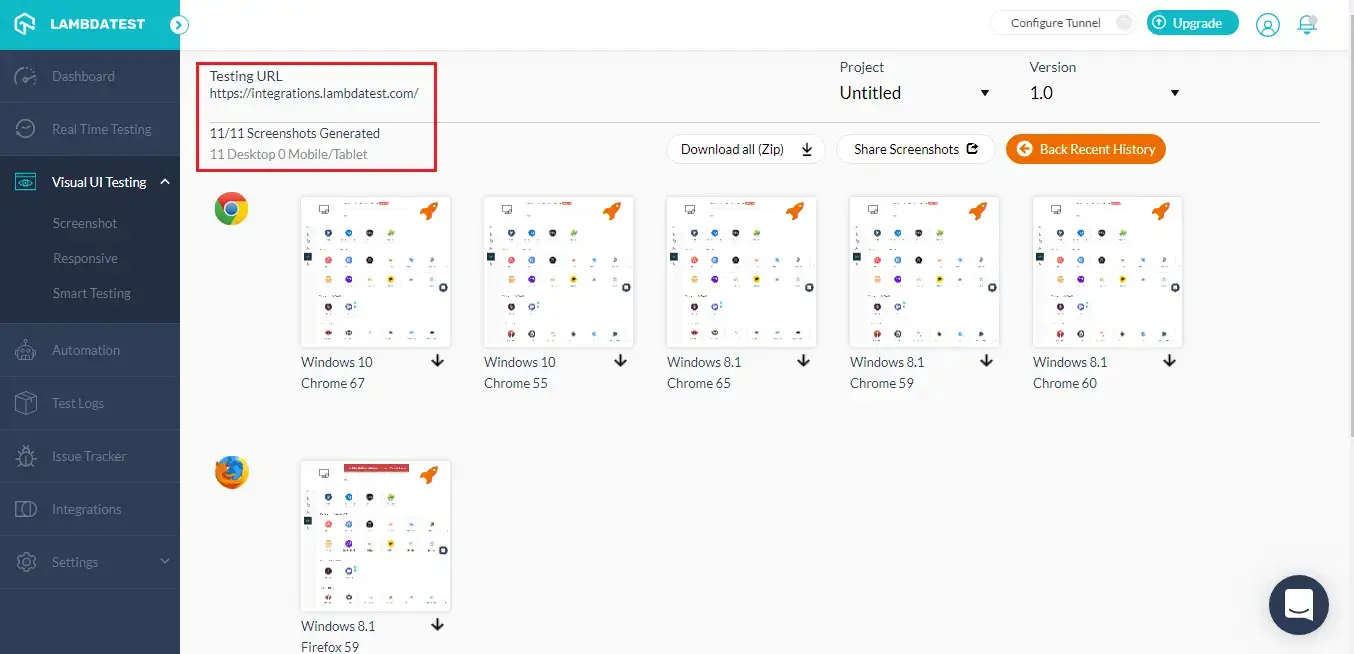 LAMBDATEST
Configure Tunnel
Upgrade
Dashboard
Real Time Testing
Visual UI Testing
Screenshot
Responsive
Smart Testing
Automation
Test Logs
Issue Tracker
Integrations
Settings
Testing URL
https://integrations.lambdatest.com/
11/11 Screenshots Generated
11 Desktop 0 Mobile/Tablet
Project
Untitled
Version
1.0
Download all (Zip)
Share Screenshots
Back Recent History
Windows 10
Chrome 67
Windows 10
Chrome 55
Windows 8.1
Chrome 65
Windows 8.1
Chrome 59
Windows 8.1
Chrome 60
Windows 8.1
Firefox 59